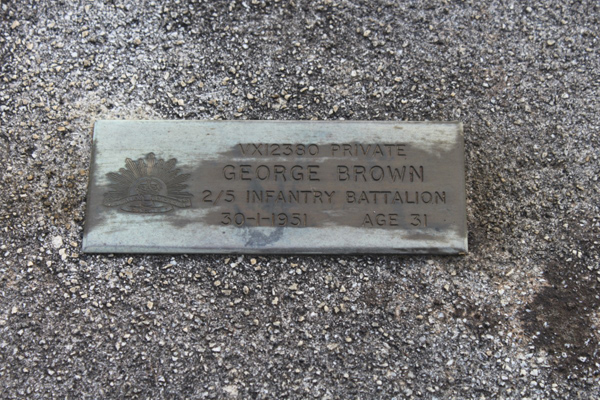 VX12380 PRIVATE
GEORGE BROWN
2/5 INFANTRY BATTALION
30-1-1951 AGE 31